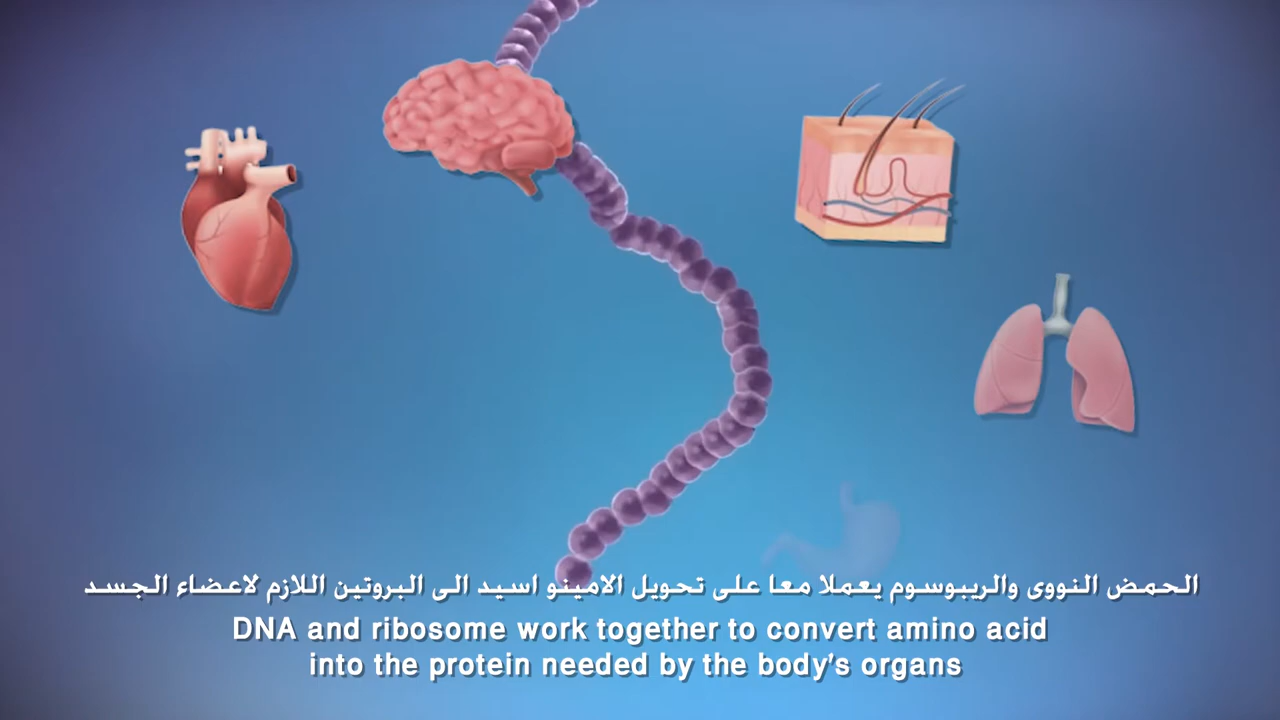 الحمض النووى والريبوسوم يعملا معا على تحويل الامينو اسيد الى البروتين اللازم لاعضاء الجسد
DNA and ribosome work together to convert amino acid
into the protein needed by the body's organs